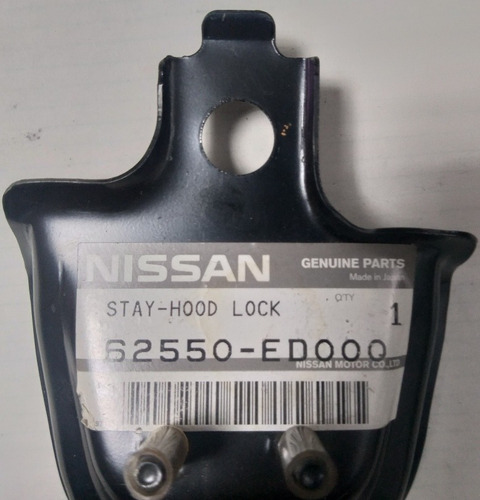 NISSAN GENUINE PARTS
Made in Japan
STAY-HOOD LOCK QTY 1
62550-ED000
NISSAN MOTOR CO.,LTD.